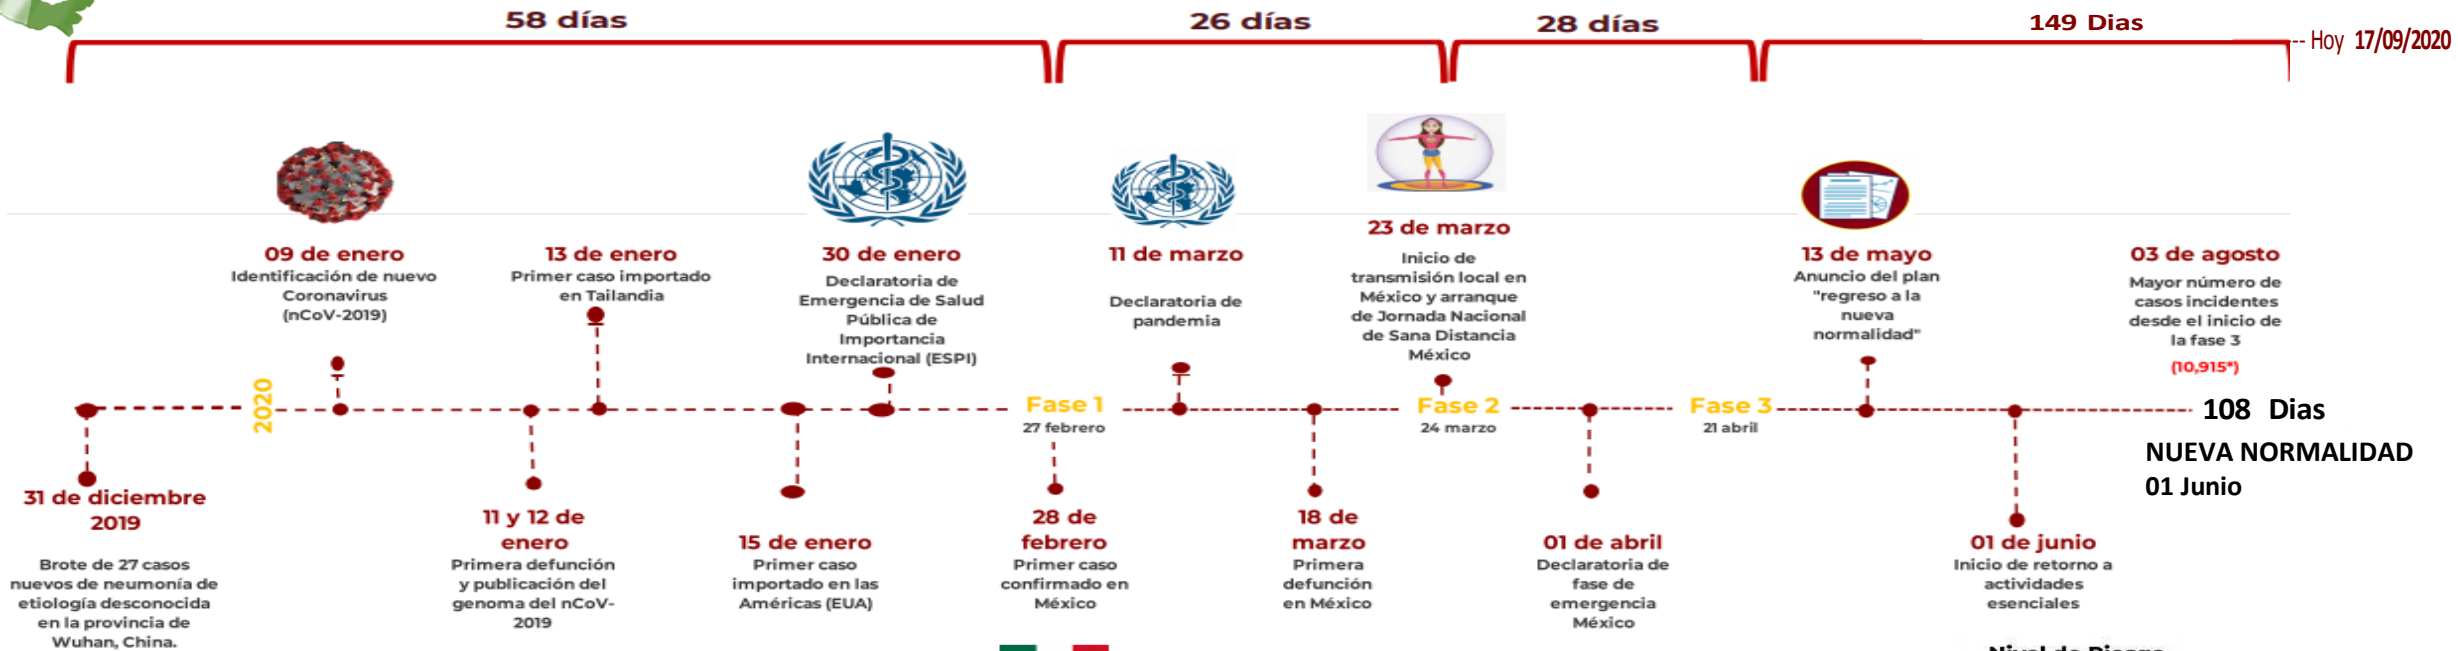 58 días
26 días
28 días
149 Dias
-- Hoy 17/09/2020
09 de enero
Identificación de nuevo
Coronavirus
(nCoV-2019)
13 de enero
Primer caso importado
en Tailandia
30 de enero
Declaratoria de
Emergencia de Salud
Pública de
Importancia
Internacional (ESPI)
11 de marzo
Declaratoria de
pandemia
23 de marzo
Inicio de
transmisión local en
México y arranque
de Jornada Nacional
de Sana Distancia
México
13 de mayo
Anuncio del plan
"regreso a la
nueva
normalidad"
03 de agosto
Mayor número de
casos incidentes
desde el inicio de
la fase 3
(10,915*)
2020
Fase 1
27 febrero
Fase 2
24 marzo
Fase 3
21 abril
108 Dias
NUEVA NORMALIDAD
01 Junio
31 de diciembre
2019
Brote de 27 casos
nuevos de neumonía de
etiología desconocida
en la provincia de
Wuhan, China.
11 y 12 de
enero
Primera defunción
y publicación del
genoma del nCoV-
2019
15 de enero
Primer caso
importado en las
Américas (EUA)
28 de
febrero
Primer caso
confirmado en
México
18 de
marzo
Primera
defunción
en México
01 de abril
Declaratoria de
fase de
emergencia
México
01 de junio
Inicio de retorno a
actividades
esenciales
Nivel de Riesgo